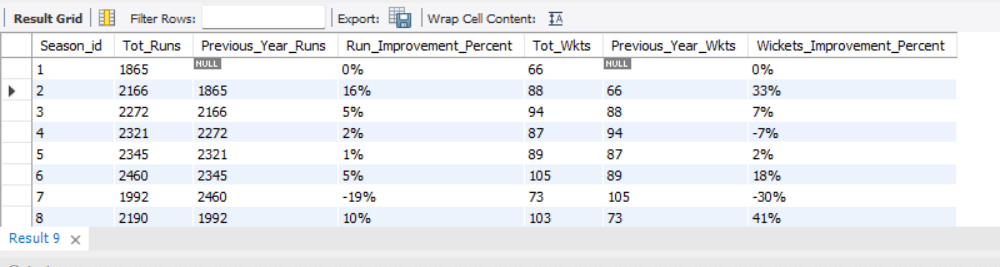 Result Grid Filter Rows: Export: Wrap Cell Content: IA
Season_id Tot_Runs Previous_Year_Runs Run_Improvement_Percent Tot_Wkts Previous_Year_Wkts Wickets_Improvement_Percent
1 1865 NULL 0% 66 NULL 0%
2 2166 1865 16% 88 66 33%
3 2272 2166 5% 94 88 7%
4 2321 2272 2% 87 94 -7%
5 2345 2321 1% 89 87 2%
6 2460 2345 5% 105 89 18%
7 1992 2460 -19% 73 105 -30%
8 2190 1992 10% 103 73 41%
Result 9 ×